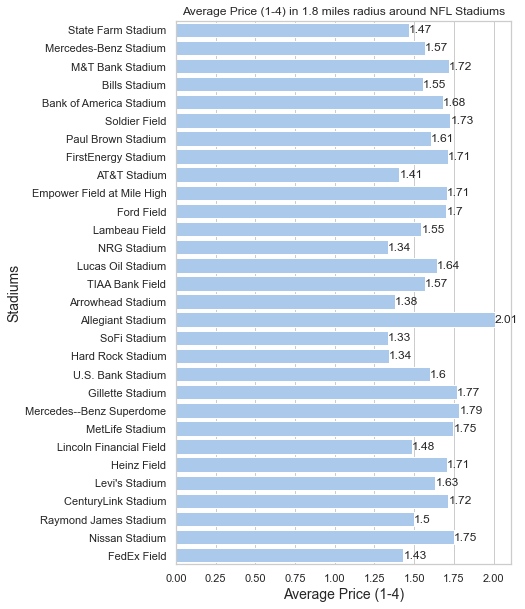 Average Price (1-4) in 1.8 miles radius around NFL Stadiums
Stadiums
State Farm Stadium 1.47
Mercedes-Benz Stadium 1.57
M&T Bank Stadium 1.72
Bills Stadium 1.55
Bank of America Stadium 1.68
Soldier Field 1.73
Paul Brown Stadium 1.61
FirstEnergy Stadium 1.71
AT&T Stadium 1.41
Empower Field at Mile High 1.71
Ford Field 1.7
Lambeau Field 1.55
NRG Stadium 1.34
Lucas Oil Stadium 1.64
TIAA Bank Field 1.57
Arrowhead Stadium 1.38
Allegiant Stadium 2.01
SoFi Stadium 1.33
Hard Rock Stadium 1.34
U.S. Bank Stadium 1.6
Gillette Stadium 1.77
Mercedes--Benz Superdome 1.79
MetLife Stadium 1.75
Lincoln Financial Field 1.48
Heinz Field 1.71
Levi's Stadium 1.63
CenturyLink Stadium 1.72
Raymond James Stadium 1.5
Nissan Stadium 1.75
FedEx Field 1.43
0.00 0.25 0.50 0.75 1.00 1.25 1.50 1.75 2.00
Average Price (1-4)